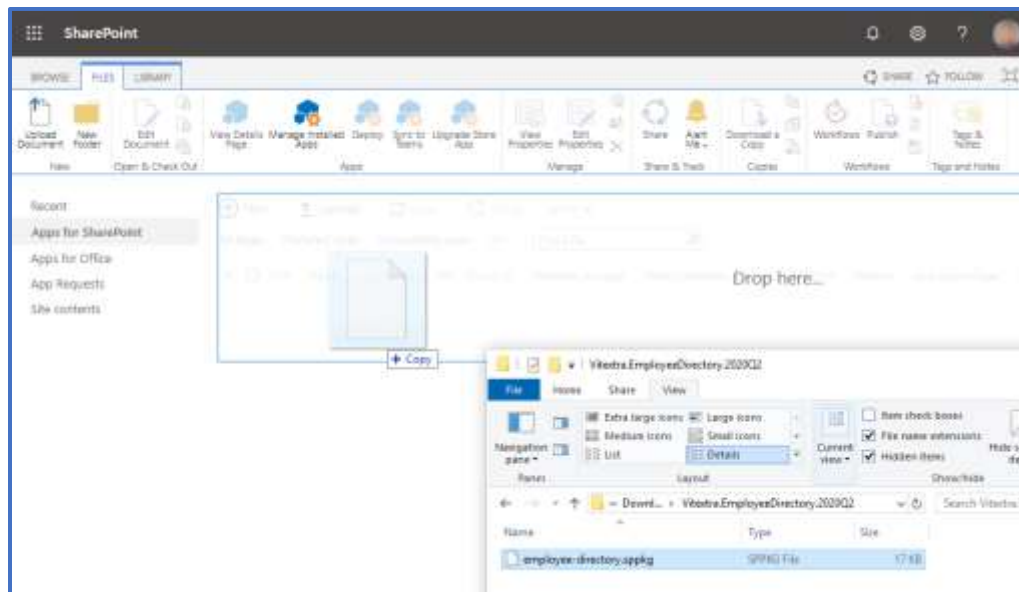 SharePoint
?
BROWSE FILES LIBRARY SHARE FOLLOW
Upload Document
New Folder
Edit Document
View Details Page
Manage Installed Apps
Deploy
Sync to Teams
Upgrade Store App
View Properties
Edit Properties
Share
Alert Me
Download a Copy
Workflows
Publish
Tags & Notes
New
Open & Check Out
Apps
Manage
Share & Track
Copies
Workflows
Tags and Notes
Recent
Apps for SharePoint
Apps for Office
App Requests
Site contents
Drop here...
+ Copy
Vitextra.EmployeeDirectory.2020Q2
File Home Share View
Navigation pane
Extra large icons
Large icons
Medium icons
Small icons
List
Details
Current view
Item check boxes
File name extensions
Hidden items
Panes
Layout
Show/hide
Downl... Vitextra.EmployeeDirectory.2020Q2
Name Type Size
employee-directory.sppkg SPPKG File 17 KB